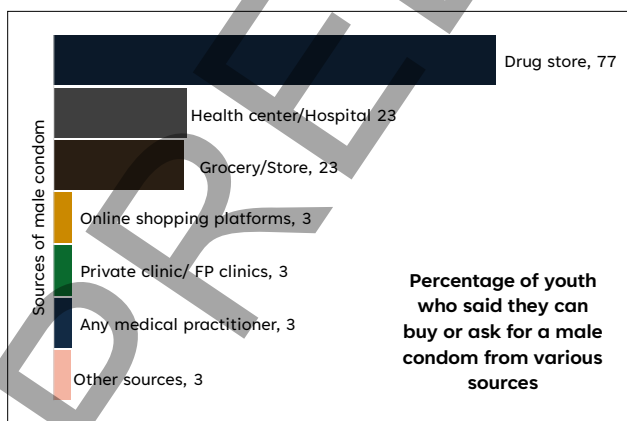 Sources of male condom
Drug store, 77
Health center/Hospital 23
Grocery/Store, 23
Online shopping platforms, 3
Private clinic/ FP clinics, 3
Any medical practitioner, 3
Other sources, 3
Percentage of youth
who said they can
buy or ask for a male
condom from various
sources